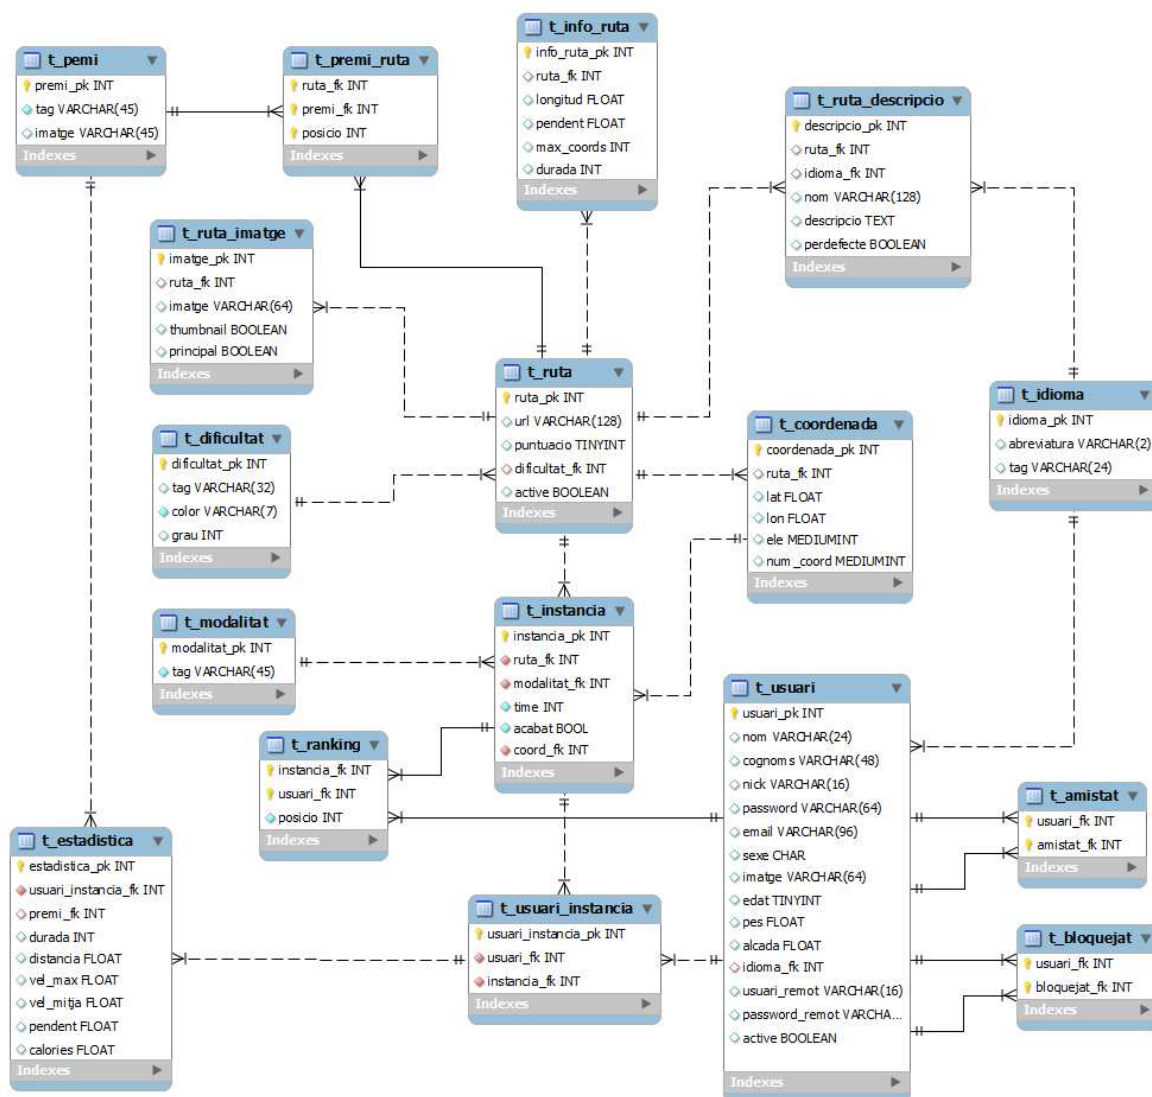 t_pemi
premi_pk INT
tag VARCHAR(45)
imatge VARCHAR(45)
Indexes
t_premi_ruta
ruta_fk INT
premi_fk INT
posicio INT
Indexes
t_info_ruta
info_ruta_pk INT
ruta_fk INT
longitud FLOAT
pendent FLOAT
max_coords INT
durada INT
Indexes
t_ruta_descripcio
descripcio_pk INT
ruta_fk INT
idioma_fk INT
nom VARCHAR(128)
descripcio TEXT
perdefecte BOOLEAN
Indexes
t_ruta_imatge
imatge_pk INT
ruta_fk INT
imatge VARCHAR(64)
thumbnail BOOLEAN
principal BOOLEAN
Indexes
t_ruta
ruta_pk INT
url VARCHAR(128)
puntuacio TINYINT
dificultat_fk INT
active BOOLEAN
Indexes
t_idioma
idioma_pk INT
abreviatura VARCHAR(2)
tag VARCHAR(24)
Indexes
t_dificultat
dificultat_pk INT
tag VARCHAR(32)
color VARCHAR(7)
grau INT
Indexes
t_coordenada
coordenada_pk INT
ruta_fk INT
lat FLOAT
lon FLOAT
ele MEDIUMINT
num_coord MEDIUMINT
Indexes
t_modalitat
modalitat_pk INT
tag VARCHAR(45)
Indexes
t_instancia
instancia_pk INT
ruta_fk INT
modalitat_fk INT
time INT
acabat BOOL
coord_fk INT
Indexes
t_usuari
usuari_pk INT
nom VARCHAR(24)
cognoms VARCHAR(48)
nick VARCHAR(16)
password VARCHAR(64)
email VARCHAR(96)
sexe CHAR
imatge VARCHAR(64)
edat TINYINT
pes FLOAT
alcada FLOAT
idioma_fk INT
usuari_remot VARCHAR(16)
password_remot VARCHA...
active BOOLEAN
Indexes
t_ranking
instancia_fk INT
usuari_fk INT
posicio INT
Indexes
t_amistat
usuari_fk INT
amistat_fk INT
Indexes
t_estadistica
estadistica_pk INT
usuari_instancia_fk INT
premi_fk INT
durada INT
distancia FLOAT
vel_max FLOAT
vel_mitja FLOAT
pendent FLOAT
calories FLOAT
Indexes
t_usuari_instancia
usuari_instancia_pk INT
usuari_fk INT
instancia_fk INT
Indexes
t_bloquejat
usuari_fk INT
bloquejat_fk INT
Indexes